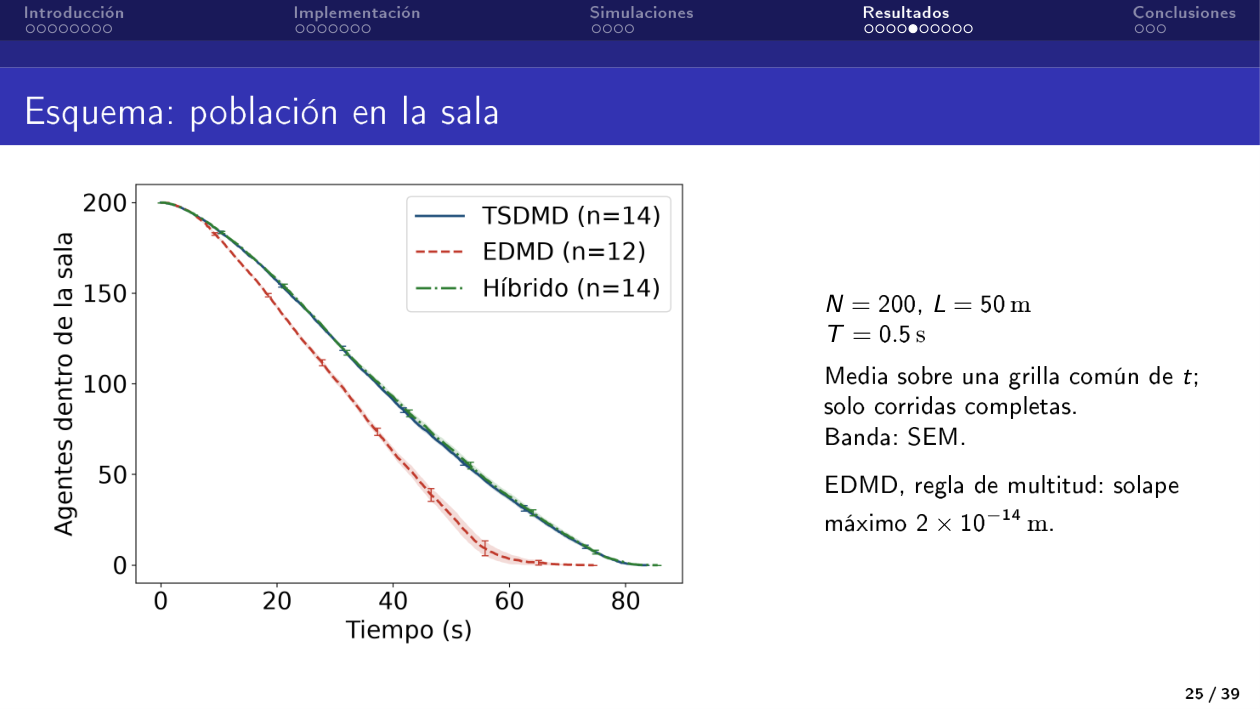 Introducción Implementación Simulaciones Resultados Conclusiones
Esquema: población en la sala
Agentes dentro de la sala
200
150
100
50
0
TSDMD (n=14)
EDMD (n=12)
Híbrido (n=14)
0 20 40 60 80
Tiempo (s)
N = 200, L = 50 m
T = 0.5 s
Media sobre una grilla común de t;
solo corridas completas.
Banda: SEM.
EDMD, regla de multitud: solape
máximo 2 × 10⁻¹⁴ m.
25 / 39